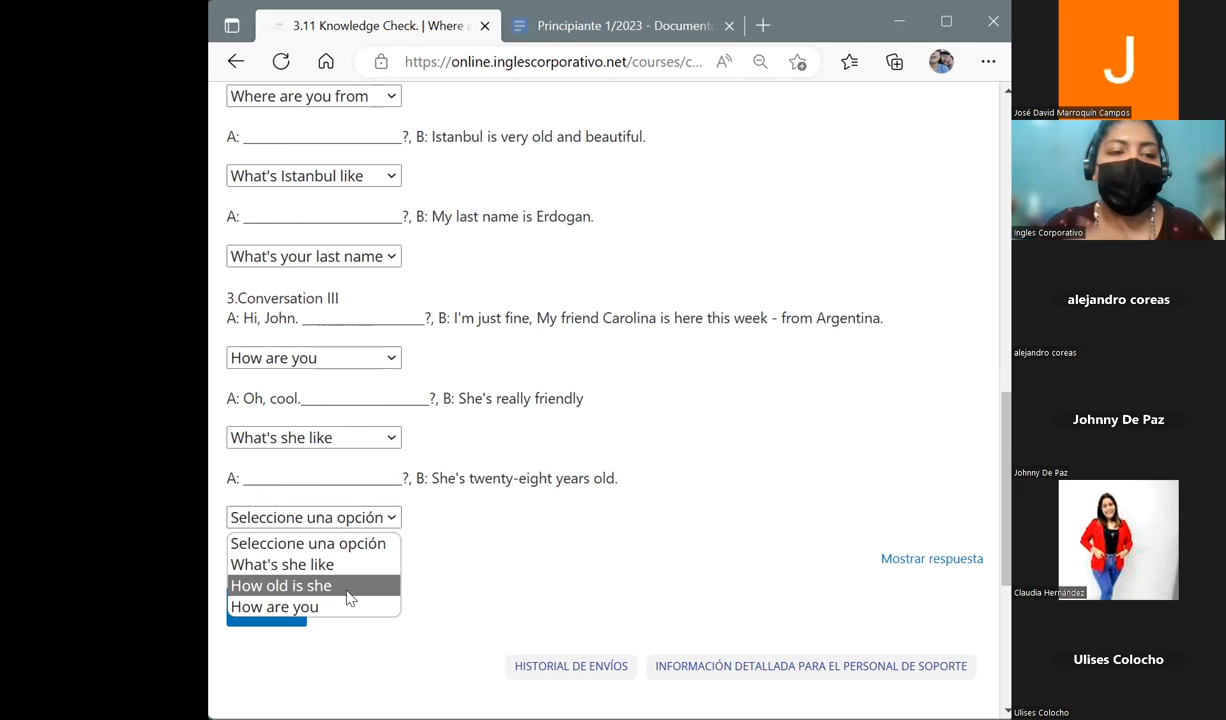 3.11 Knowledge Check. | Where a
Principiante 1/2023 - Document
https://online.inglescorporativo.net/courses/c...
Where are you from
A: ____________________?, B: Istanbul is very old and beautiful.
What's Istanbul like
A: ____________________?, B: My last name is Erdogan.
What's your last name
3.Conversation III
A: Hi, John. ________________?, B: I'm just fine, My friend Carolina is here this week - from Argentina.
How are you
A: Oh, cool.________________?, B: She's really friendly
What's she like
A: ____________________?, B: She's twenty-eight years old.
Seleccione una opción
Seleccione una opción
What's she like
How old is she
How are you
Mostrar respuesta
HISTORIAL DE ENVÍOS
INFORMACIÓN DETALLADA PARA EL PERSONAL DE SOPORTE
J
José David Marroquín Campos
Ingles Corporativo
alejandro coreas
alejandro coreas
Johnny De Paz
Johnny De Paz
Claudia Hernández
Ulises Colocho
Ulises Colocho